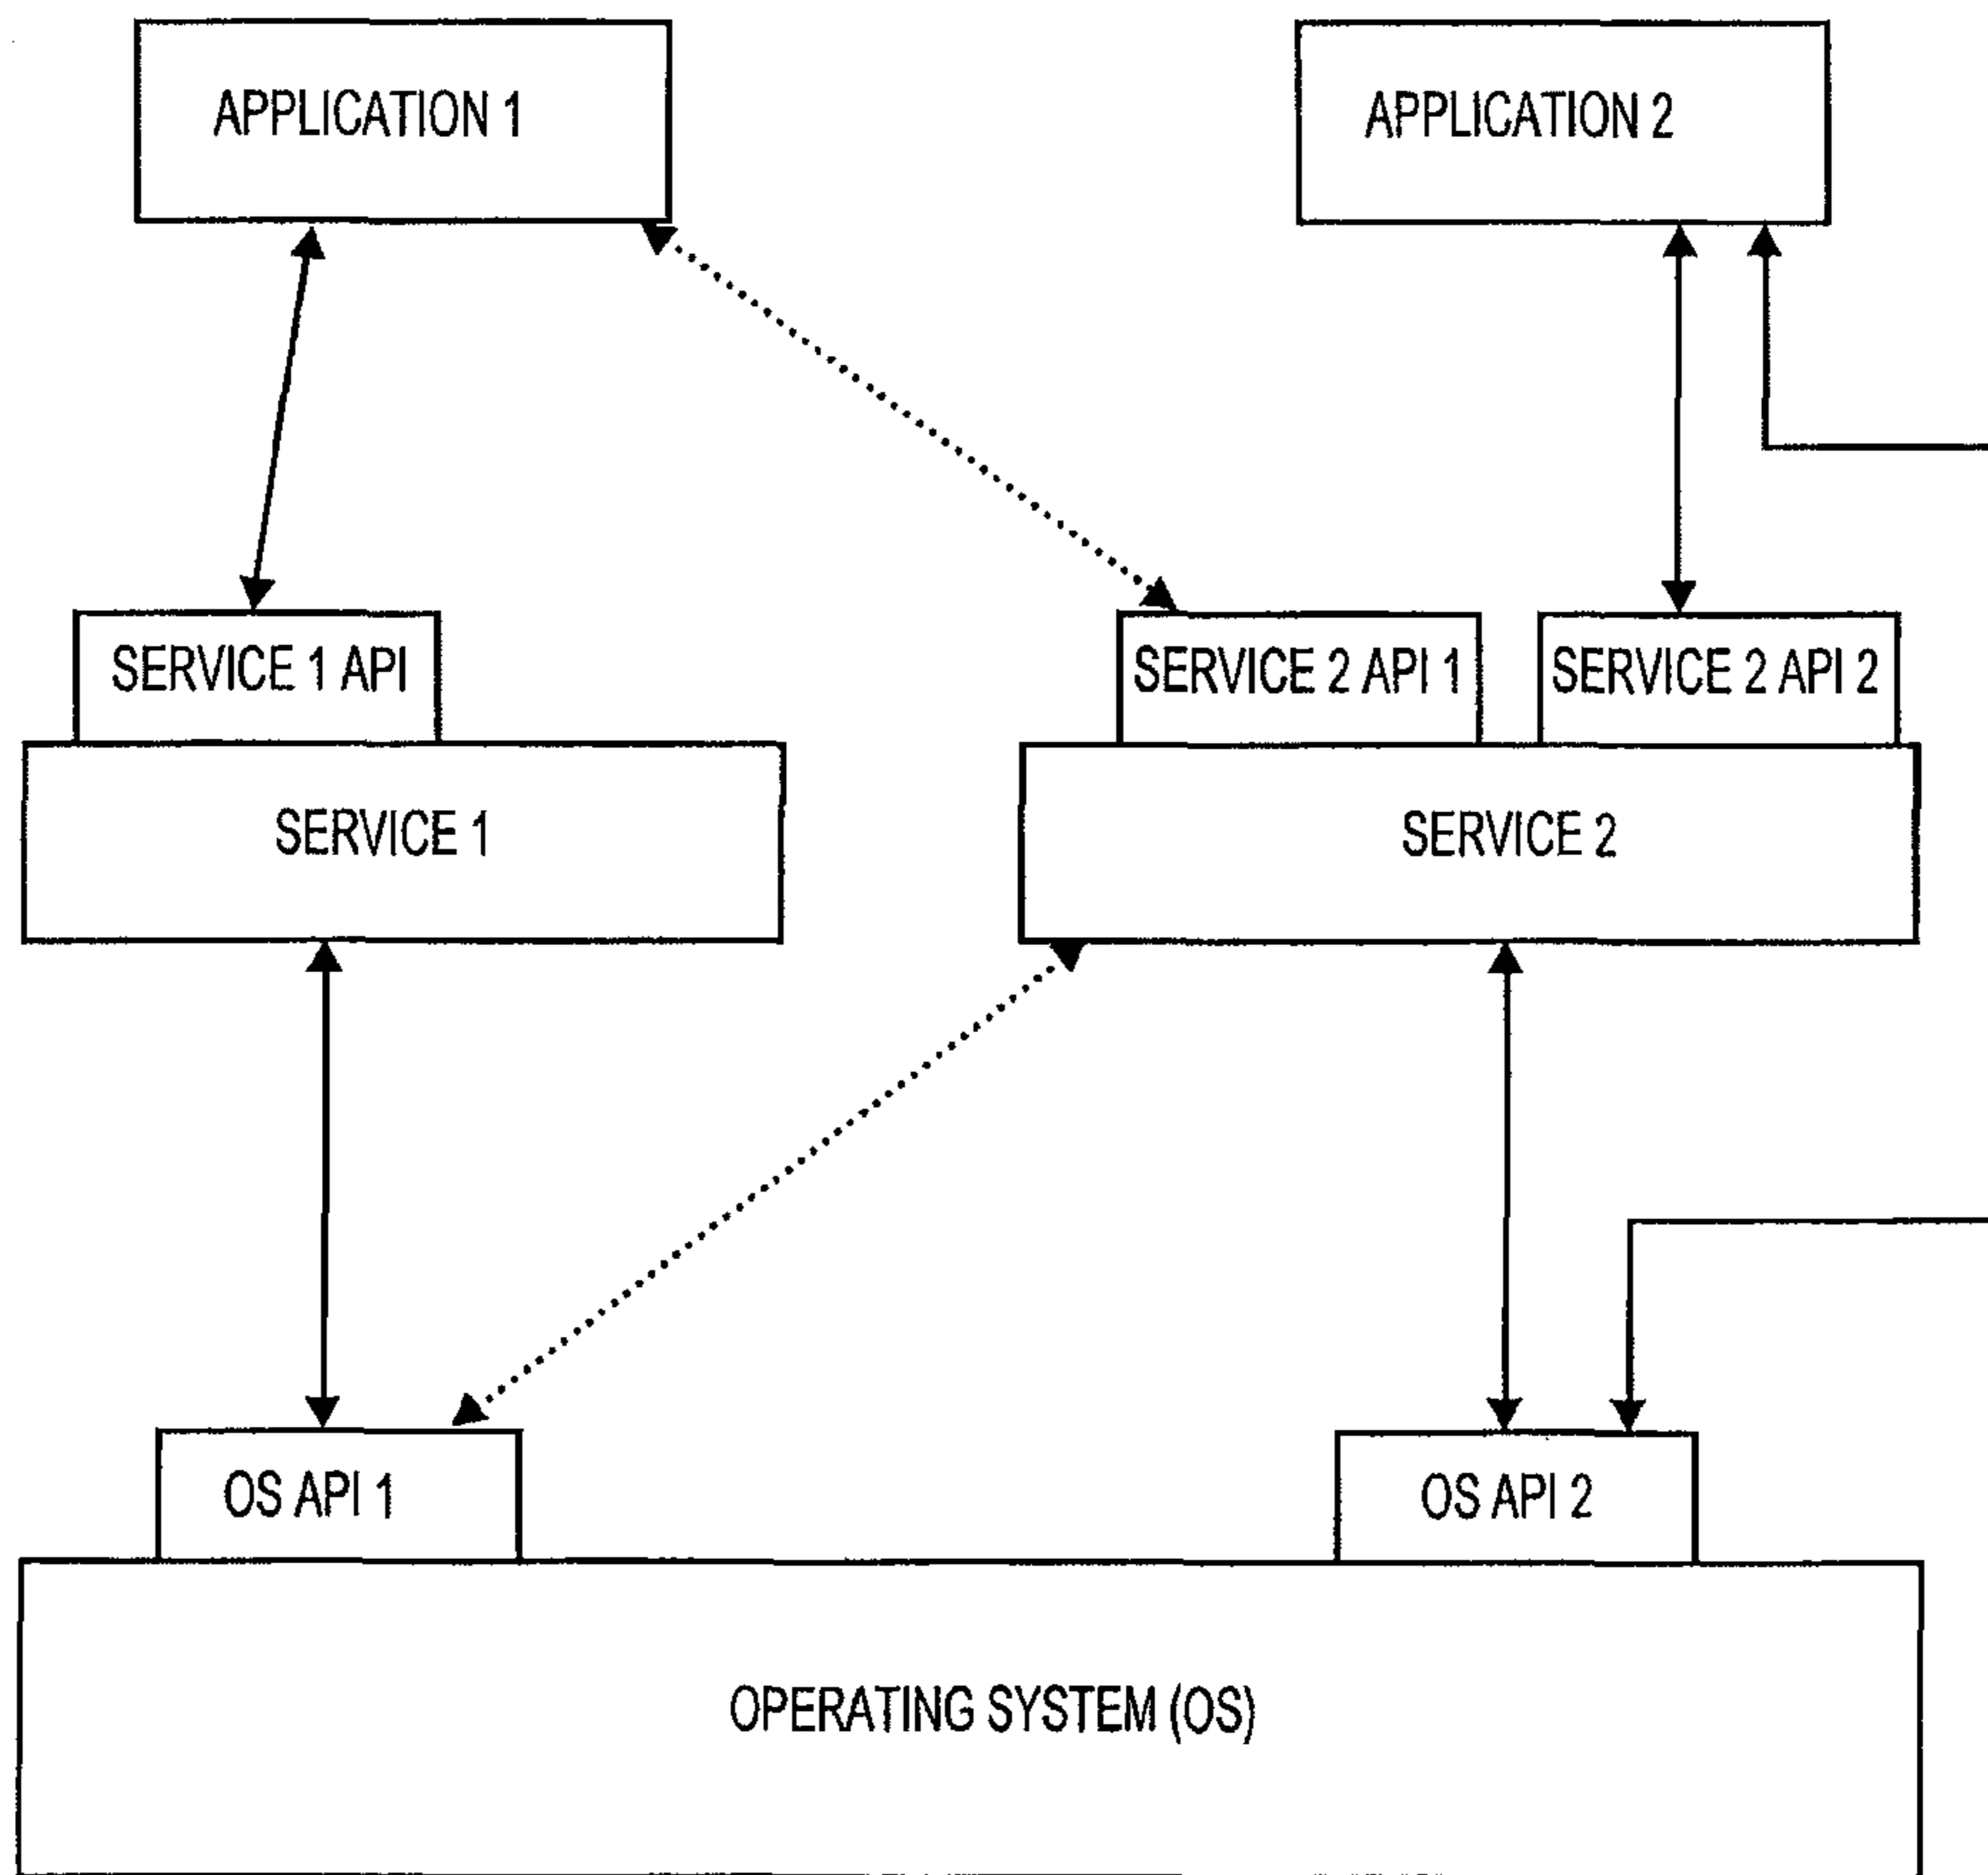 APPLICATION 1
APPLICATION 2
SERVICE 1 API
SERVICE 2 API 1
SERVICE 2 API 2
SERVICE 1
SERVICE 2
OS API 1
OS API 2
OPERATING SYSTEM (OS)